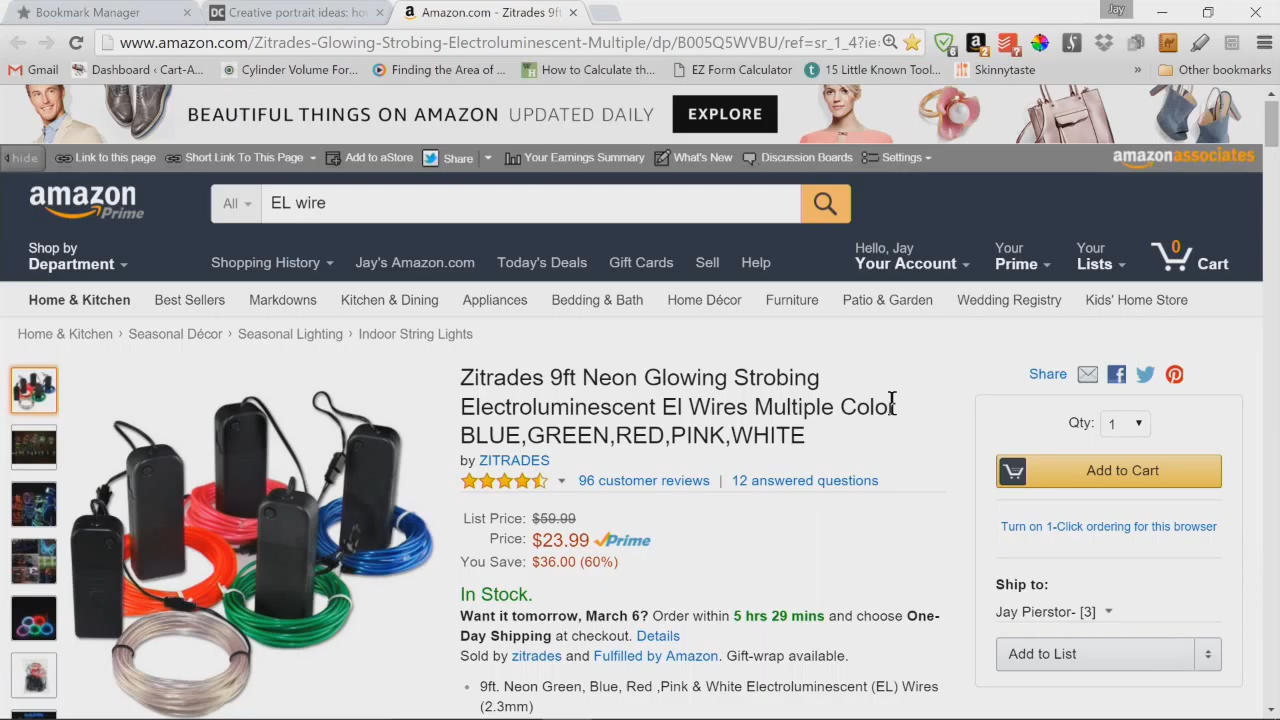 Bookmark Manager
Creative portrait ideas: ho
Amazon.com - Zitrades 9ft
Jay
www.amazon.com/Zitrades-Glowing-Strobing-Electroluminescent-Multiple/dp/B005Q5WVBU/ref=sr_1_4?ie:
6
2
7
Gmail
Dashboard ‹ Cart-A...
Cylinder Volume For...
Finding the Area of ...
How to Calculate th...
EZ Form Calculator
15 Little Known Tool...
Skinnytaste
»
Other bookmarks
BEAUTIFUL THINGS ON AMAZON UPDATED DAILY
EXPLORE
hide
Link to this page
Short Link To This Page
Add to aStore
Share
Your Earnings Summary
What's New
Discussion Boards
Settings
amazonassociates
amazon
Prime
All
EL wire
Shop by
Department
Shopping History
Jay's Amazon.com
Today's Deals
Gift Cards
Sell
Help
Hello, Jay
Your Account
Your
Prime
Your
Lists
0
Cart
Home & Kitchen
Best Sellers
Markdowns
Kitchen & Dining
Appliances
Bedding & Bath
Home Décor
Furniture
Patio & Garden
Wedding Registry
Kids' Home Store
Home & Kitchen › Seasonal Décor › Seasonal Lighting › Indoor String Lights
Zitrades 9ft Neon Glowing Strobing
Electroluminescent El Wires Multiple Color
BLUE,GREEN,RED,PINK,WHITE
by ZITRADES
96 customer reviews | 12 answered questions
List Price: $59.99
Price: $23.99 Prime
You Save: $36.00 (60%)
In Stock.
Want it tomorrow, March 6? Order within 5 hrs 29 mins and choose One-
Day Shipping at checkout. Details
Sold by zitrades and Fulfilled by Amazon. Gift-wrap available.
• 9ft. Neon Green, Blue, Red ,Pink & White Electroluminescent (EL) Wires
(2.3mm)
Share
Qty: 1
Add to Cart
Turn on 1-Click ordering for this browser
Ship to:
Jay Pierstor- [3]
Add to List